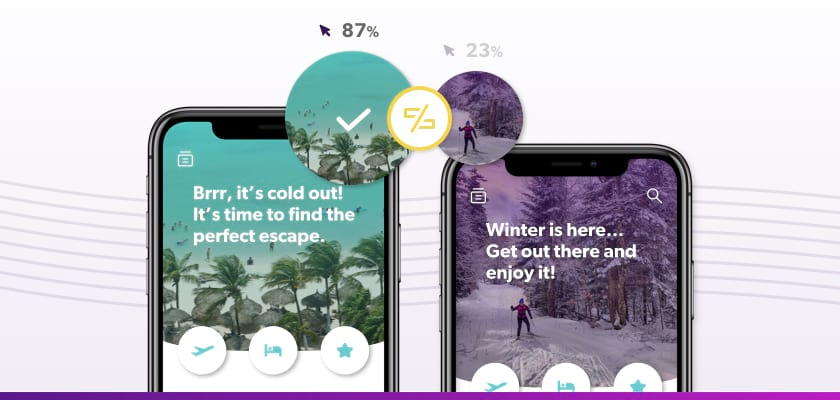 87%
23%
Brrr, it's cold out!
It's time to find the
perfect escape.
Winter is here...
Get out there and
enjoy it!